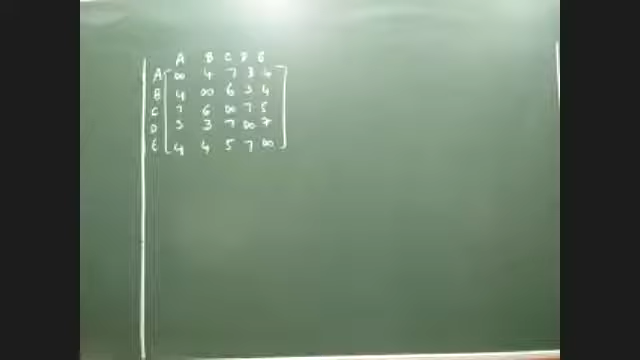 A B C D E
A ∞ 4 7 3 4
B 4 ∞ 6 3 4
C 7 6 ∞ 7 5
D 3 3 7 ∞ 7
E 4 4 5 7 ∞